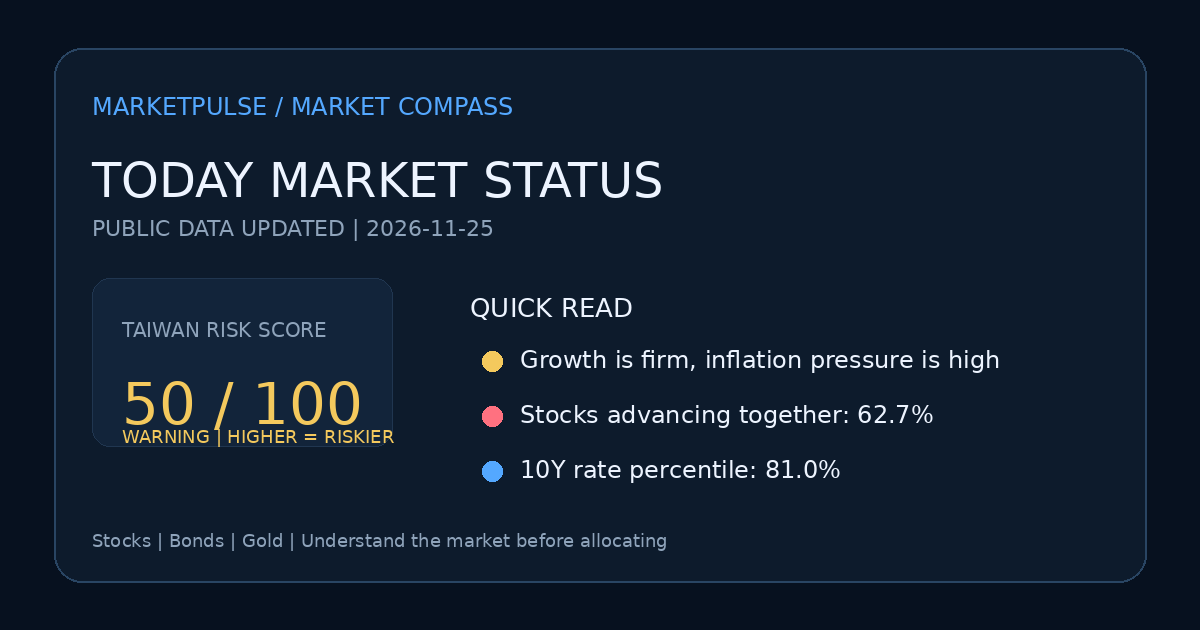 MARKETPULSE / MARKET COMPASS
TODAY MARKET STATUS
PUBLIC DATA UPDATED | 2026-11-25
TAIWAN RISK SCORE
50 / 100
WARNING | HIGHER = RISKIER
QUICK READ
Growth is firm, inflation pressure is high
Stocks advancing together: 62.7%
10Y rate percentile: 81.0%
Stocks | Bonds | Gold | Understand the market before allocating